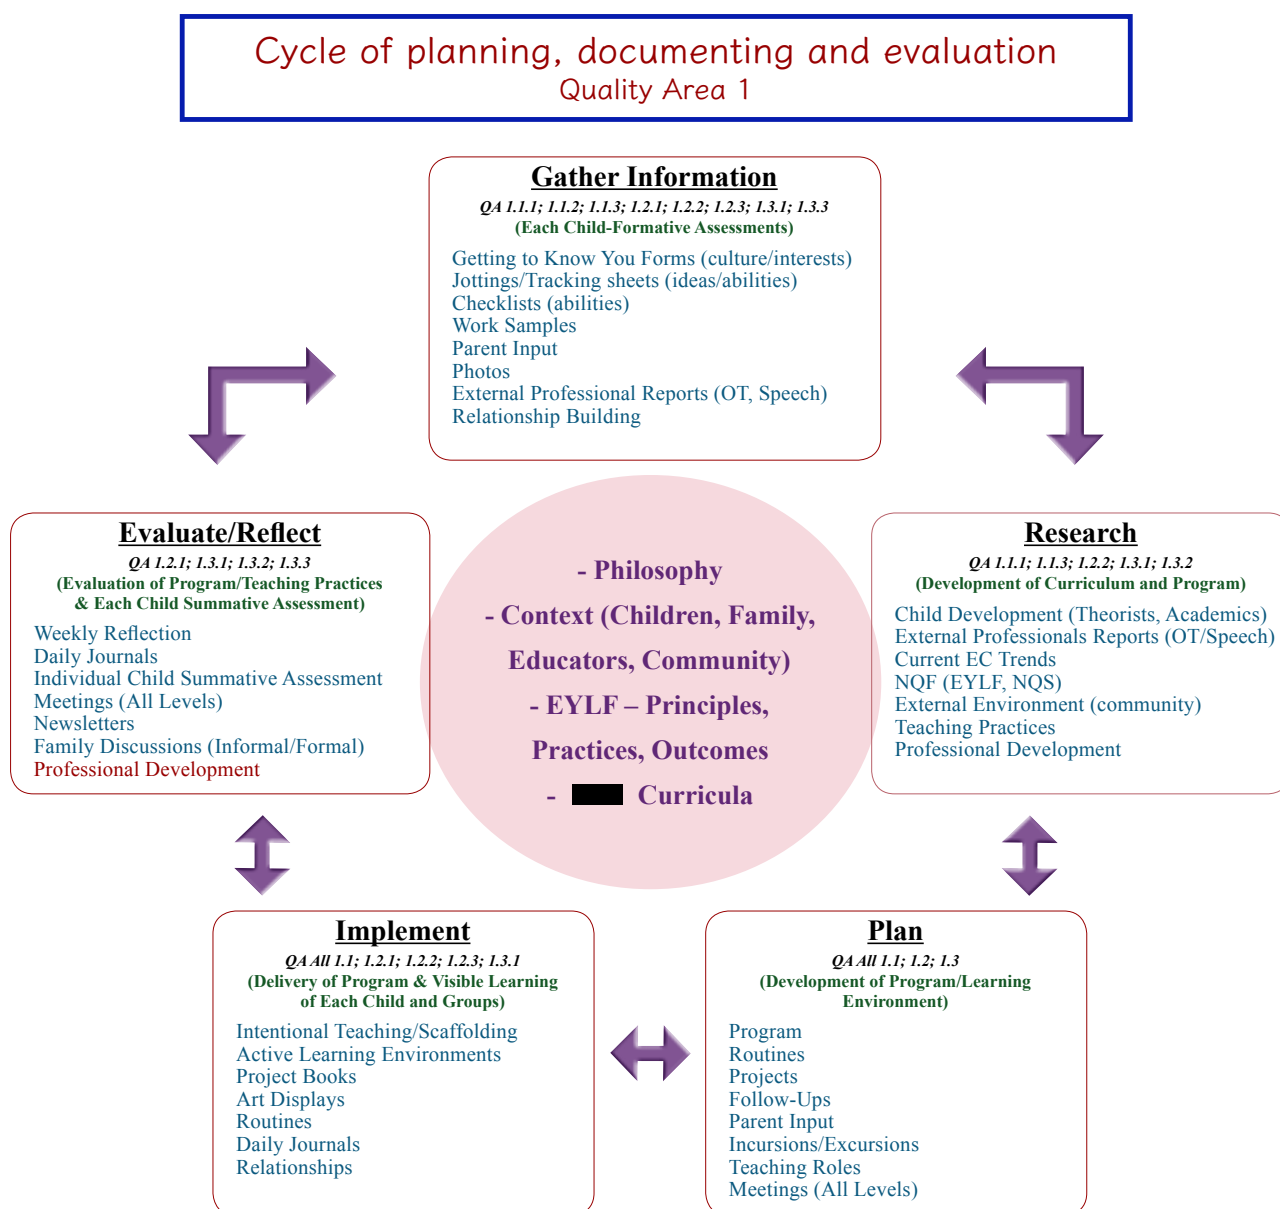 Cycle of planning, documenting and evaluation
Quality Area 1
Gather Information
QA 1.1.1; 1.1.2; 1.1.3; 1.2.1; 1.2.2; 1.2.3; 1.3.1; 1.3.3
(Each Child-Formative Assessments)
Getting to Know You Forms (culture/interests)
Jottings/Tracking sheets (ideas/abilities)
Checklists (abilities)
Work Samples
Parent Input
Photos
External Professional Reports (OT, Speech)
Relationship Building
Evaluate/Reflect
QA 1.2.1; 1.3.1; 1.3.2; 1.3.3
(Evaluation of Program/Teaching Practices
& Each Child Summative Assessment)
Weekly Reflection
Daily Journals
Individual Child Summative Assessment
Meetings (All Levels)
Newsletters
Family Discussions (Informal/Formal)
Professional Development
- Philosophy
- Context (Children, Family,
Educators, Community)
- EYLF – Principles,
Practices, Outcomes
- Curricula
Research
QA 1.1.1; 1.1.3; 1.2.2; 1.3.1; 1.3.2
(Development of Curriculum and Program)
Child Development (Theorists, Academics)
External Professionals Reports (OT/Speech)
Current EC Trends
NQF (EYLF, NQS)
External Environment (community)
Teaching Practices
Professional Development
Implement
QA All 1.1; 1.2.1; 1.2.2; 1.2.3; 1.3.1
(Delivery of Program & Visible Learning
of Each Child and Groups)
Intentional Teaching/Scaffolding
Active Learning Environments
Project Books
Art Displays
Routines
Daily Journals
Relationships
Plan
QA All 1.1; 1.2; 1.3
(Development of Program/Learning
Environment)
Program
Routines
Projects
Follow-Ups
Parent Input
Incursions/Excursions
Teaching Roles
Meetings (All Levels)